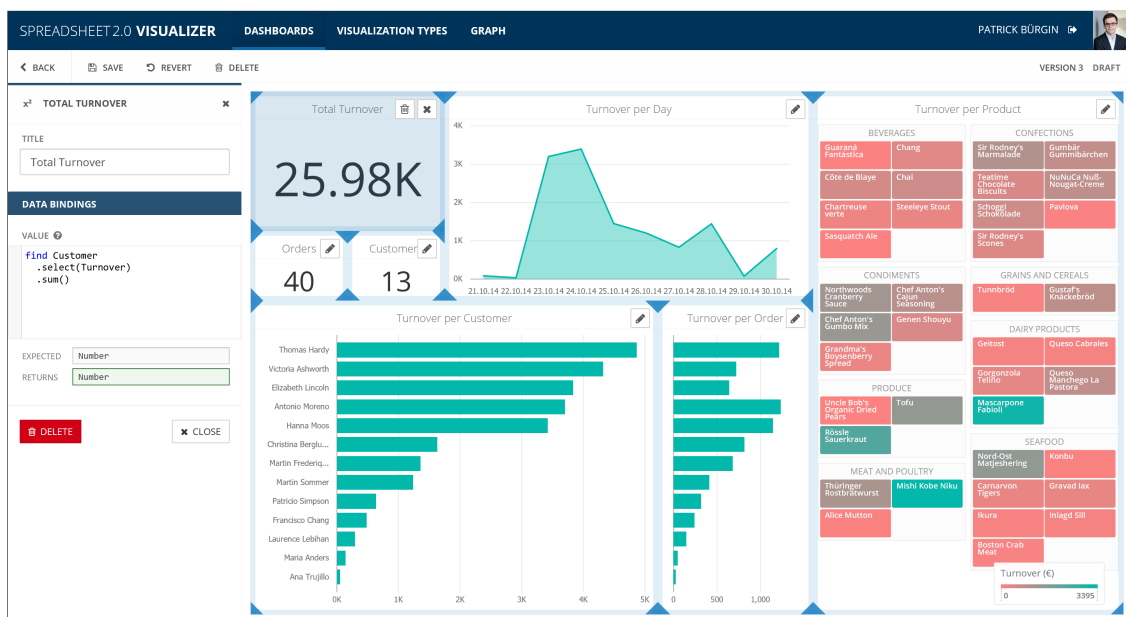 SPREADSHEET 2.0 VISUALIZER
DASHBOARDS
VISUALIZATION TYPES
GRAPH
PATRICK BÜRGIN
BACK
SAVE
REVERT
DELETE
VERSION 3 DRAFT
x² TOTAL TURNOVER
TITLE
Total Turnover
DATA BINDINGS
VALUE
find Customer
.select(Turnover)
.sum()
EXPECTED Number
RETURNS Number
DELETE
CLOSE
Total Turnover
25.98K
Orders
40
Customer
13
Turnover per Day
4K
3K
2K
1K
0K
21.10.14 22.10.14 23.10.14 24.10.14 25.10.14 26.10.14 27.10.14 28.10.14 29.10.14 30.10.14
Turnover per Customer
Thomas Hardy
Victoria Ashworth
Elizabeth Lincoln
Antonio Moreno
Hanna Moos
Christina Berglu...
Martin Frederiq...
Martin Sommer
Patricio Simpson
Francisco Chang
Laurence Lebihan
Maria Anders
Ana Trujillo
0K 1K 2K 3K 4K 5K
Turnover per Order
0 500 1,000
Turnover per Product
BEVERAGES
Guaraná
Fantástica
Chang
Côte de Blaye
Chai
Chartreuse
verte
Steeleye Stout
Sasquatch Ale
CONFECTIONS
Sir Rodney's
Marmalade
Gumbär
Gummibärchen
Teatime
Chocolate
Biscuits
NuNuCa Nuß-
Nougat-Creme
Schoggi
Schokolade
Pavlova
Sir Rodney's
Scones
CONDIMENTS
Northwoods
Cranberry
Sauce
Chef Anton's
Cajun
Seasoning
Chef Anton's
Gumbo Mix
Genen Shouyu
Grandma's
Boysenberry
Spread
GRAINS AND CEREALS
Tunnbröd
Gustaf's
Knäckebröd
DAIRY PRODUCTS
Geitost
Queso Cabrales
Gorgonzola
Telino
Queso
Manchego La
Pastora
Mascarpone
Fabioli
PRODUCE
Uncle Bob's
Organic Dried
Pears
Tofu
Rössle
Sauerkraut
MEAT AND POULTRY
Thüringer
Rostbratwurst
Mishi Kobe Niku
Alice Mutton
SEAFOOD
Nord-Ost
Matjeshering
Konbu
Carnarvon
Tigers
Gravad lax
Ikura
Inlagd Sill
Boston Crab
Meat
Turnover (€)
0 3395